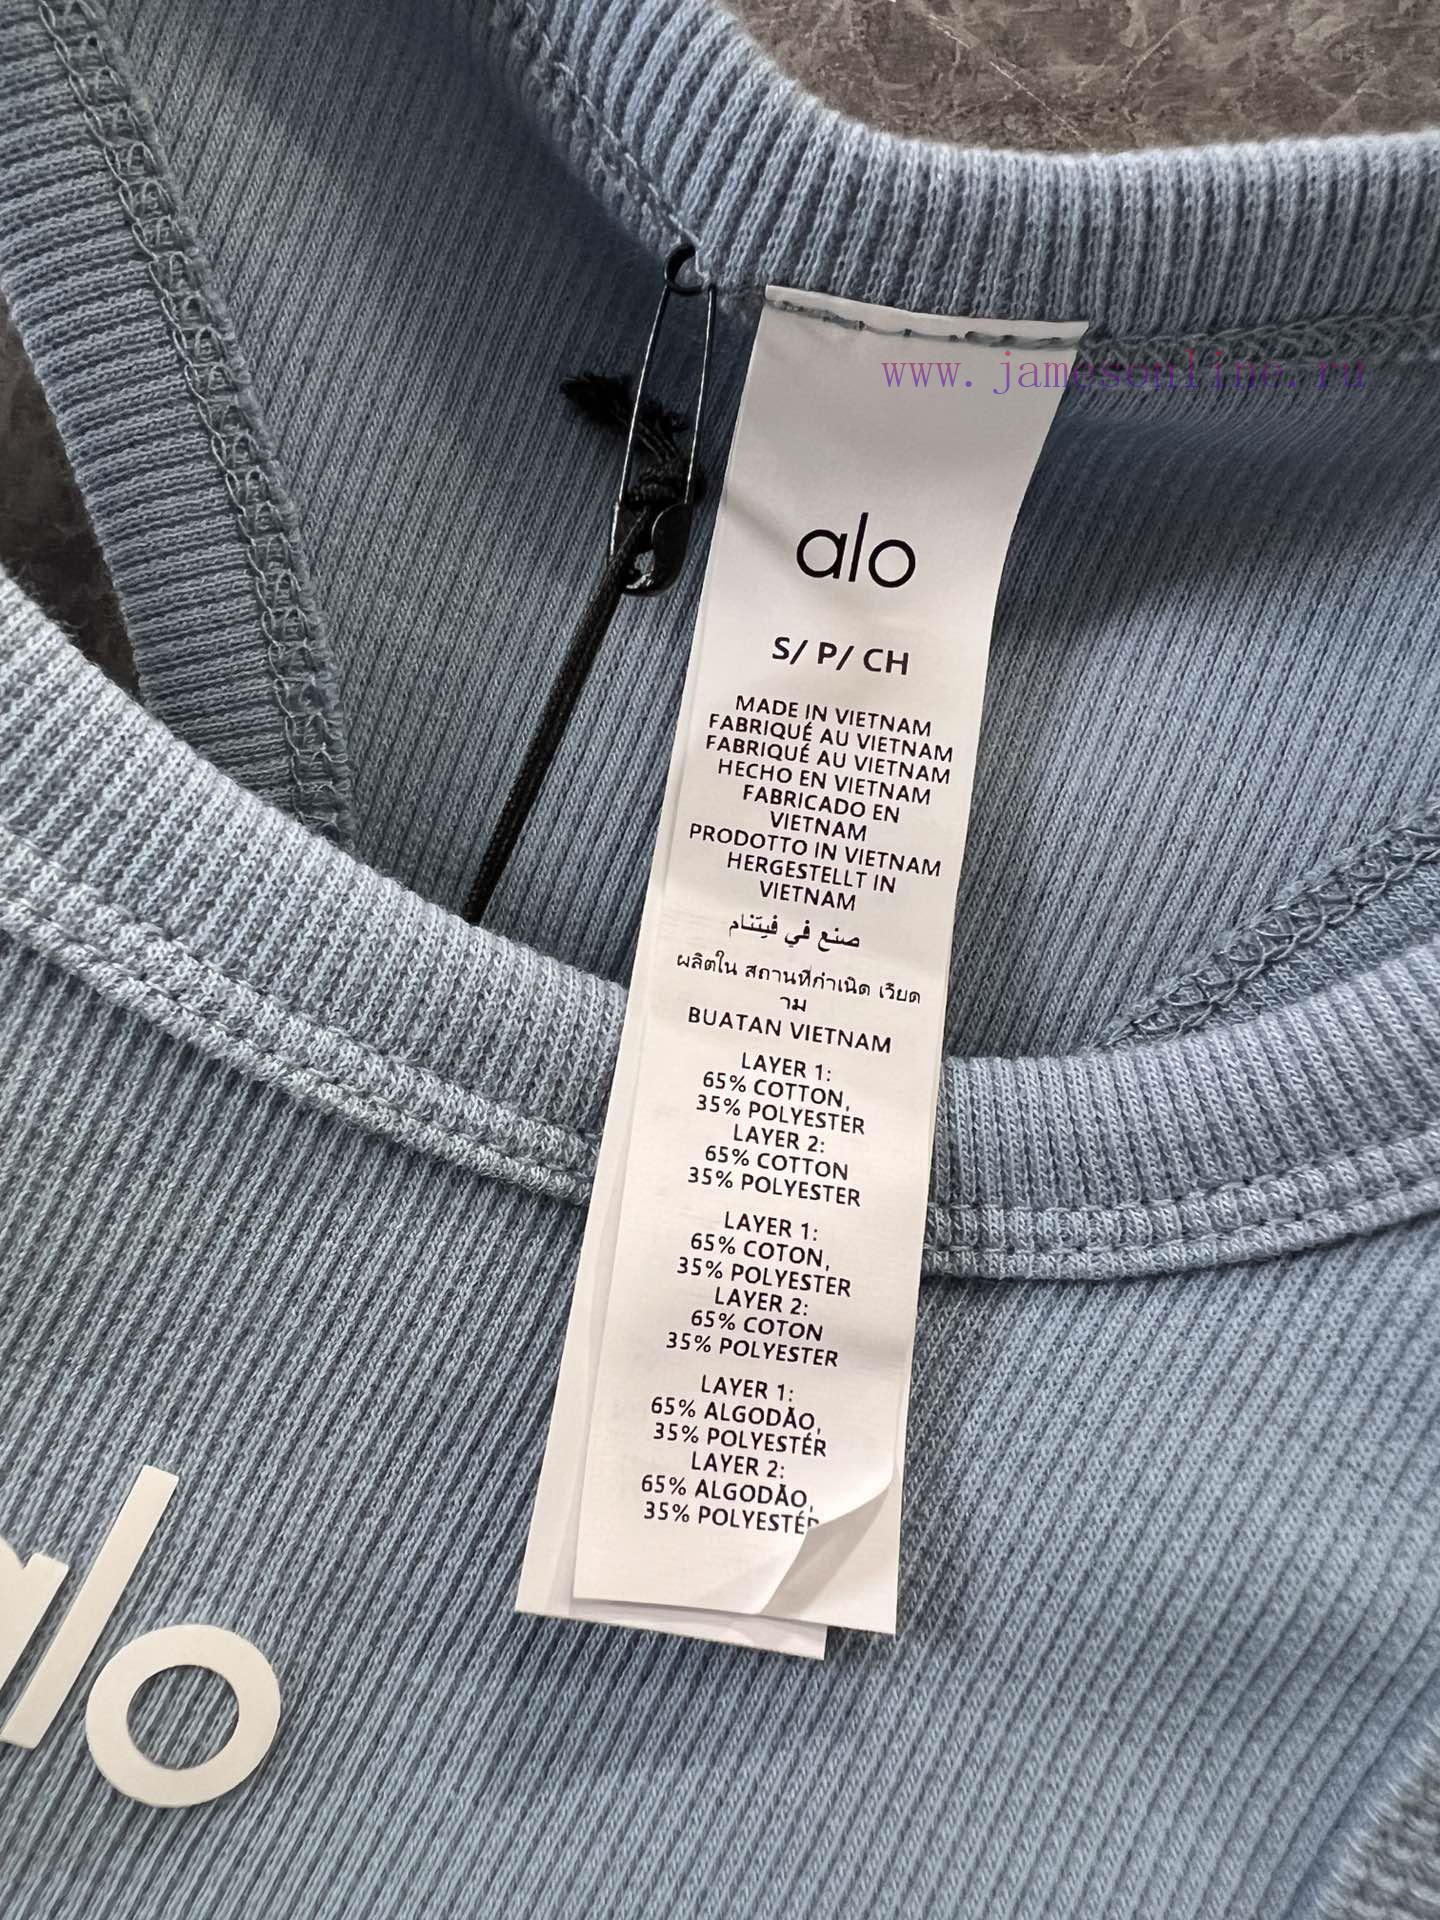 www.jamesonline.ru
alo
S/ P/ CH
MADE IN VIETNAM
FABRIQUÉ AU VIETNAM
FABRIQUÉ AU VIETNAM
HECHO EN VIETNAM
FABRICADO EN
VIETNAM
PRODOTTO IN VIETNAM
HERGESTELLT IN
VIETNAM
صنع في فيتنام
ผลิตใน สถานที่กำเนิด เวียด
าม
BUATAN VIETNAM
LAYER 1:
65% COTTON,
35% POLYESTER
LAYER 2:
65% COTTON
35% POLYESTER
LAYER 1:
65% COTON,
35% POLYESTER
LAYER 2:
65% COTON
35% POLYESTER
LAYER 1:
65% ALGODÃO,
35% POLYESTÉR
LAYER 2:
65% ALGODÃO,
35% POLYESTÉR
alo